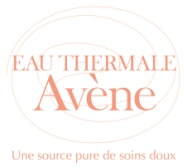 EAU THERMALE
Avène
Une source pure de soins doux